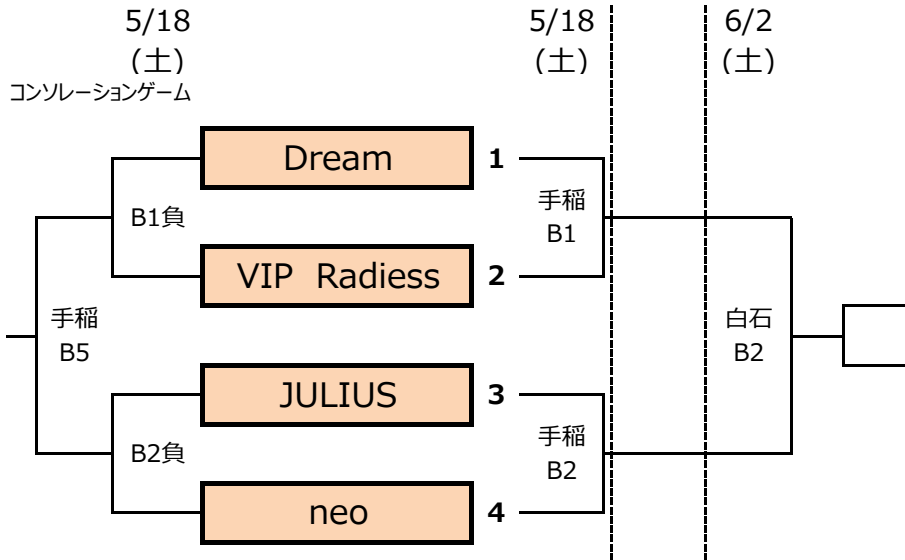 5/18
(土)
コンソレーションゲーム
5/18
(土)
6/2
(土)
Dream
1
B1負
手稲
B1
VIP Radiess
2
手稲
B5
白石
B2
JULIUS
3
B2負
手稲
B2
neo
4